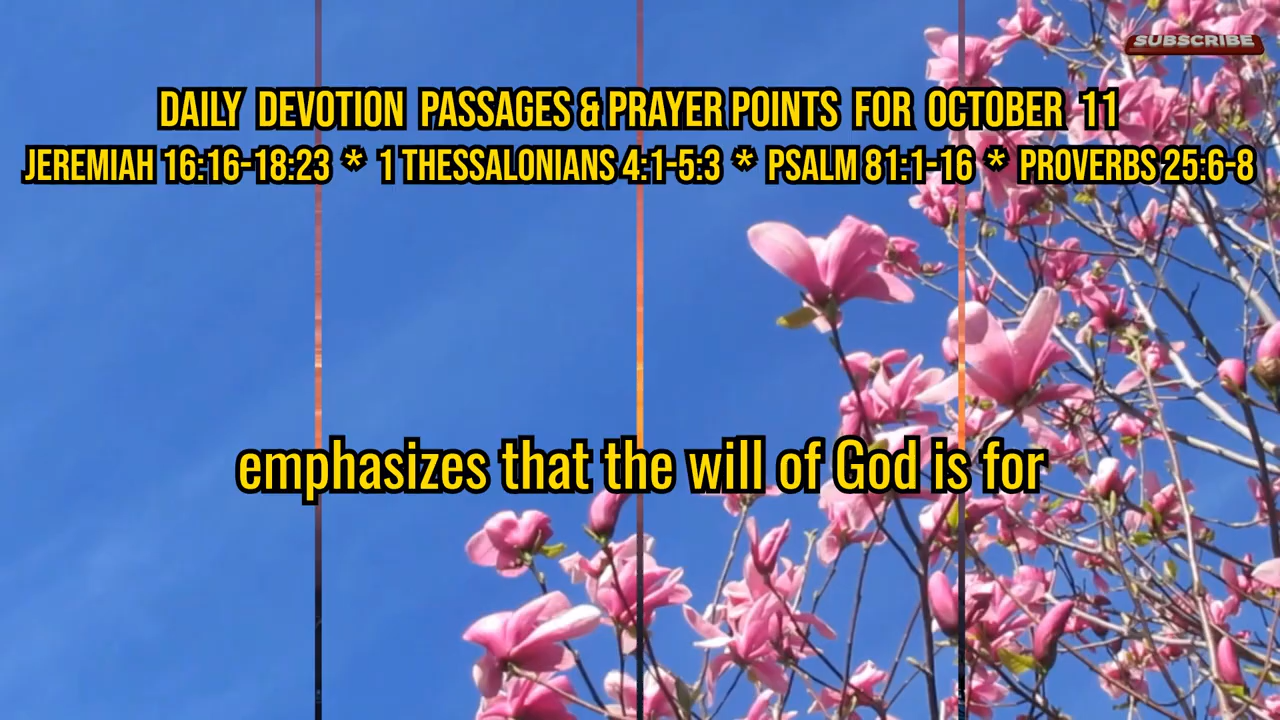 SUBSCRIBE
DAILY DEVOTION PASSAGES & PRAYER POINTS FOR OCTOBER 11
JEREMIAH 16:16-18:23 * 1 THESSALONIANS 4:1-5:3 * PSALM 81:1-16 * PROVERBS 25:6-8
emphasizes that the will of God is for